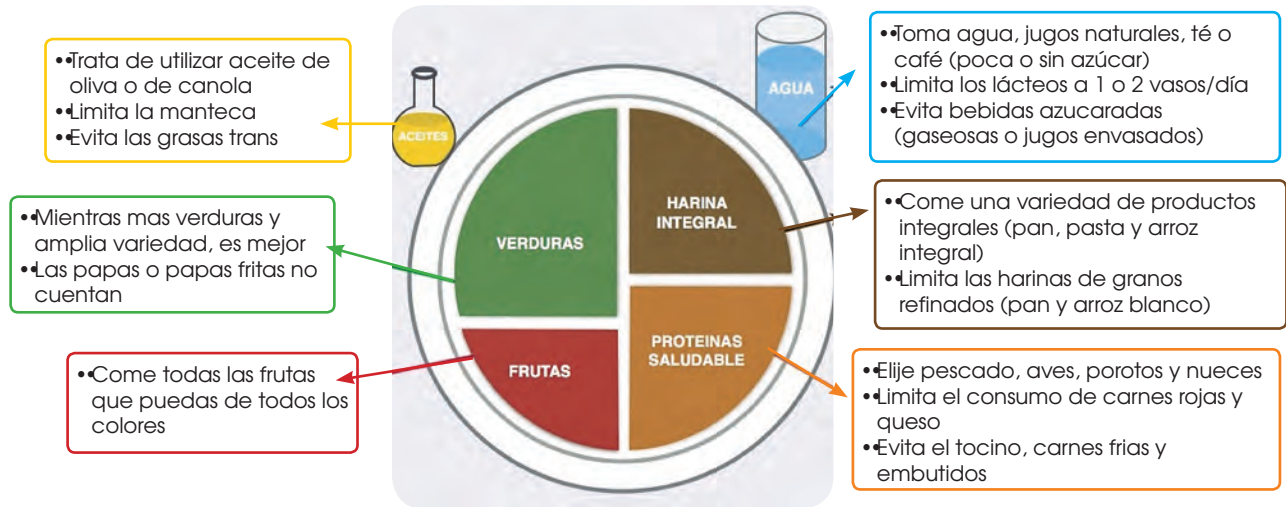 ••Trata de utilizar aceite de
oliva o de canola
••Limita la manteca
••Evita las grasas trans
ACEITES
AGUA
••Toma agua, jugos naturales, té o
café (poca o sin azúcar)
••Limita los lácteos a 1 o 2 vasos/día
••Evita bebidas azucaradas
(gaseosas o jugos envasados)
••Mientras mas verduras y
amplia variedad, es mejor
••Las papas o papas fritas no
cuentan
VERDURAS
HARINA
INTEGRAL
••Come una variedad de productos
integrales (pan, pasta y arroz
integral)
••Limita las harinas de granos
refinados (pan y arroz blanco)
••Come todas las frutas
que puedas de todos los
colores
FRUTAS
PROTEINAS
SALUDABLE
••Elije pescado, aves, porotos y nueces
••Limita el consumo de carnes rojas y
queso
••Evita el tocino, carnes frias y
embutidos